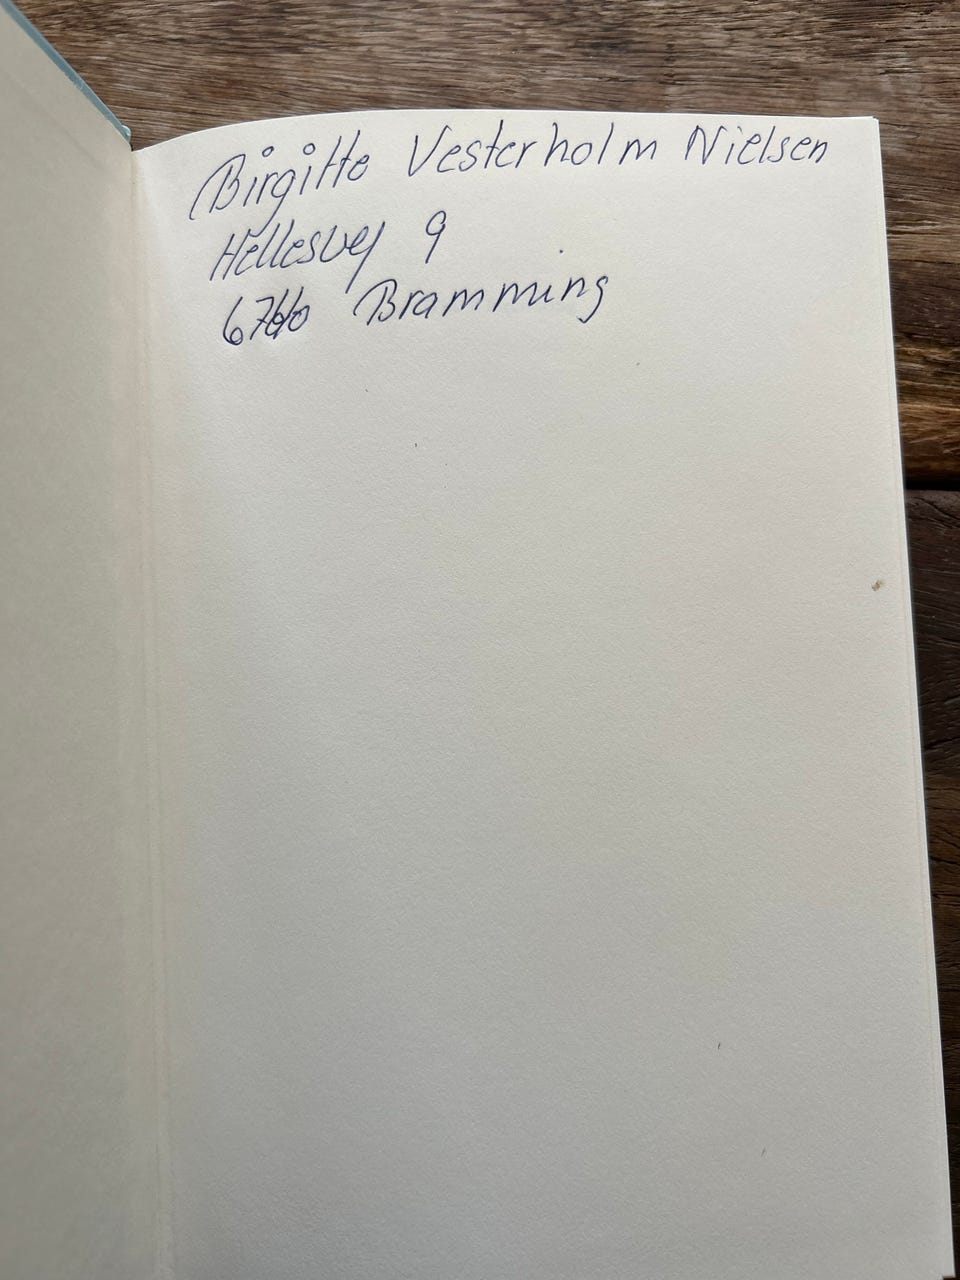 Birgitte Vesterholm Nielsen
Hellesvej 9
6740 Bramming